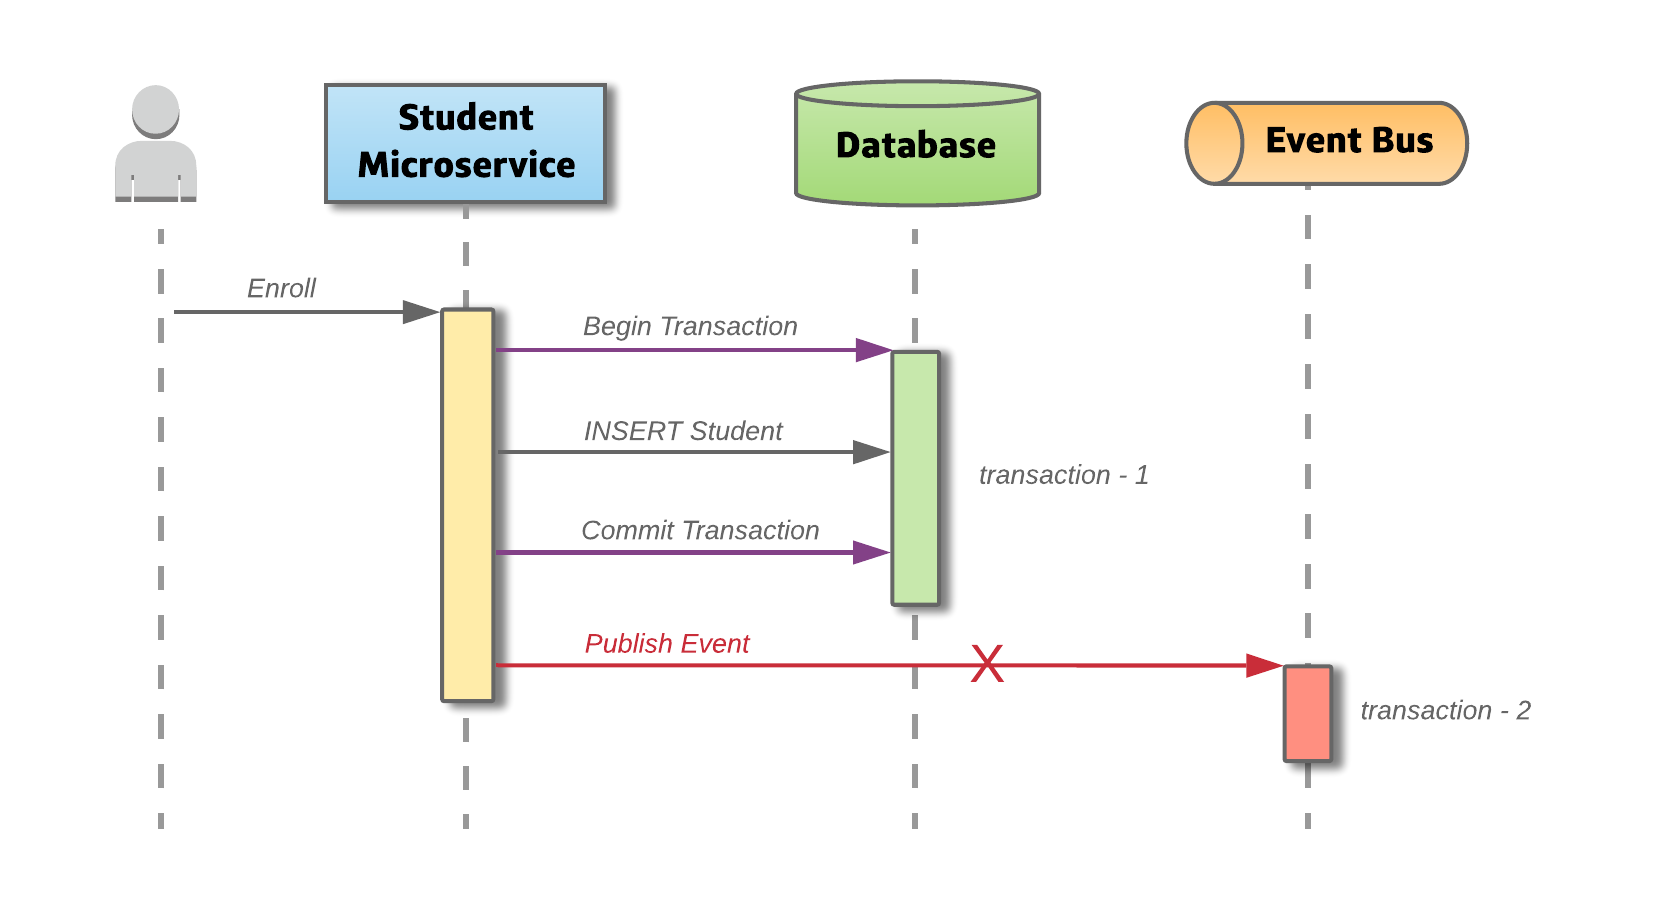 Student
Microservice
Database
Event Bus
Enroll
Begin Transaction
INSERT Student
transaction - 1
Commit Transaction
Publish Event
X
transaction - 2